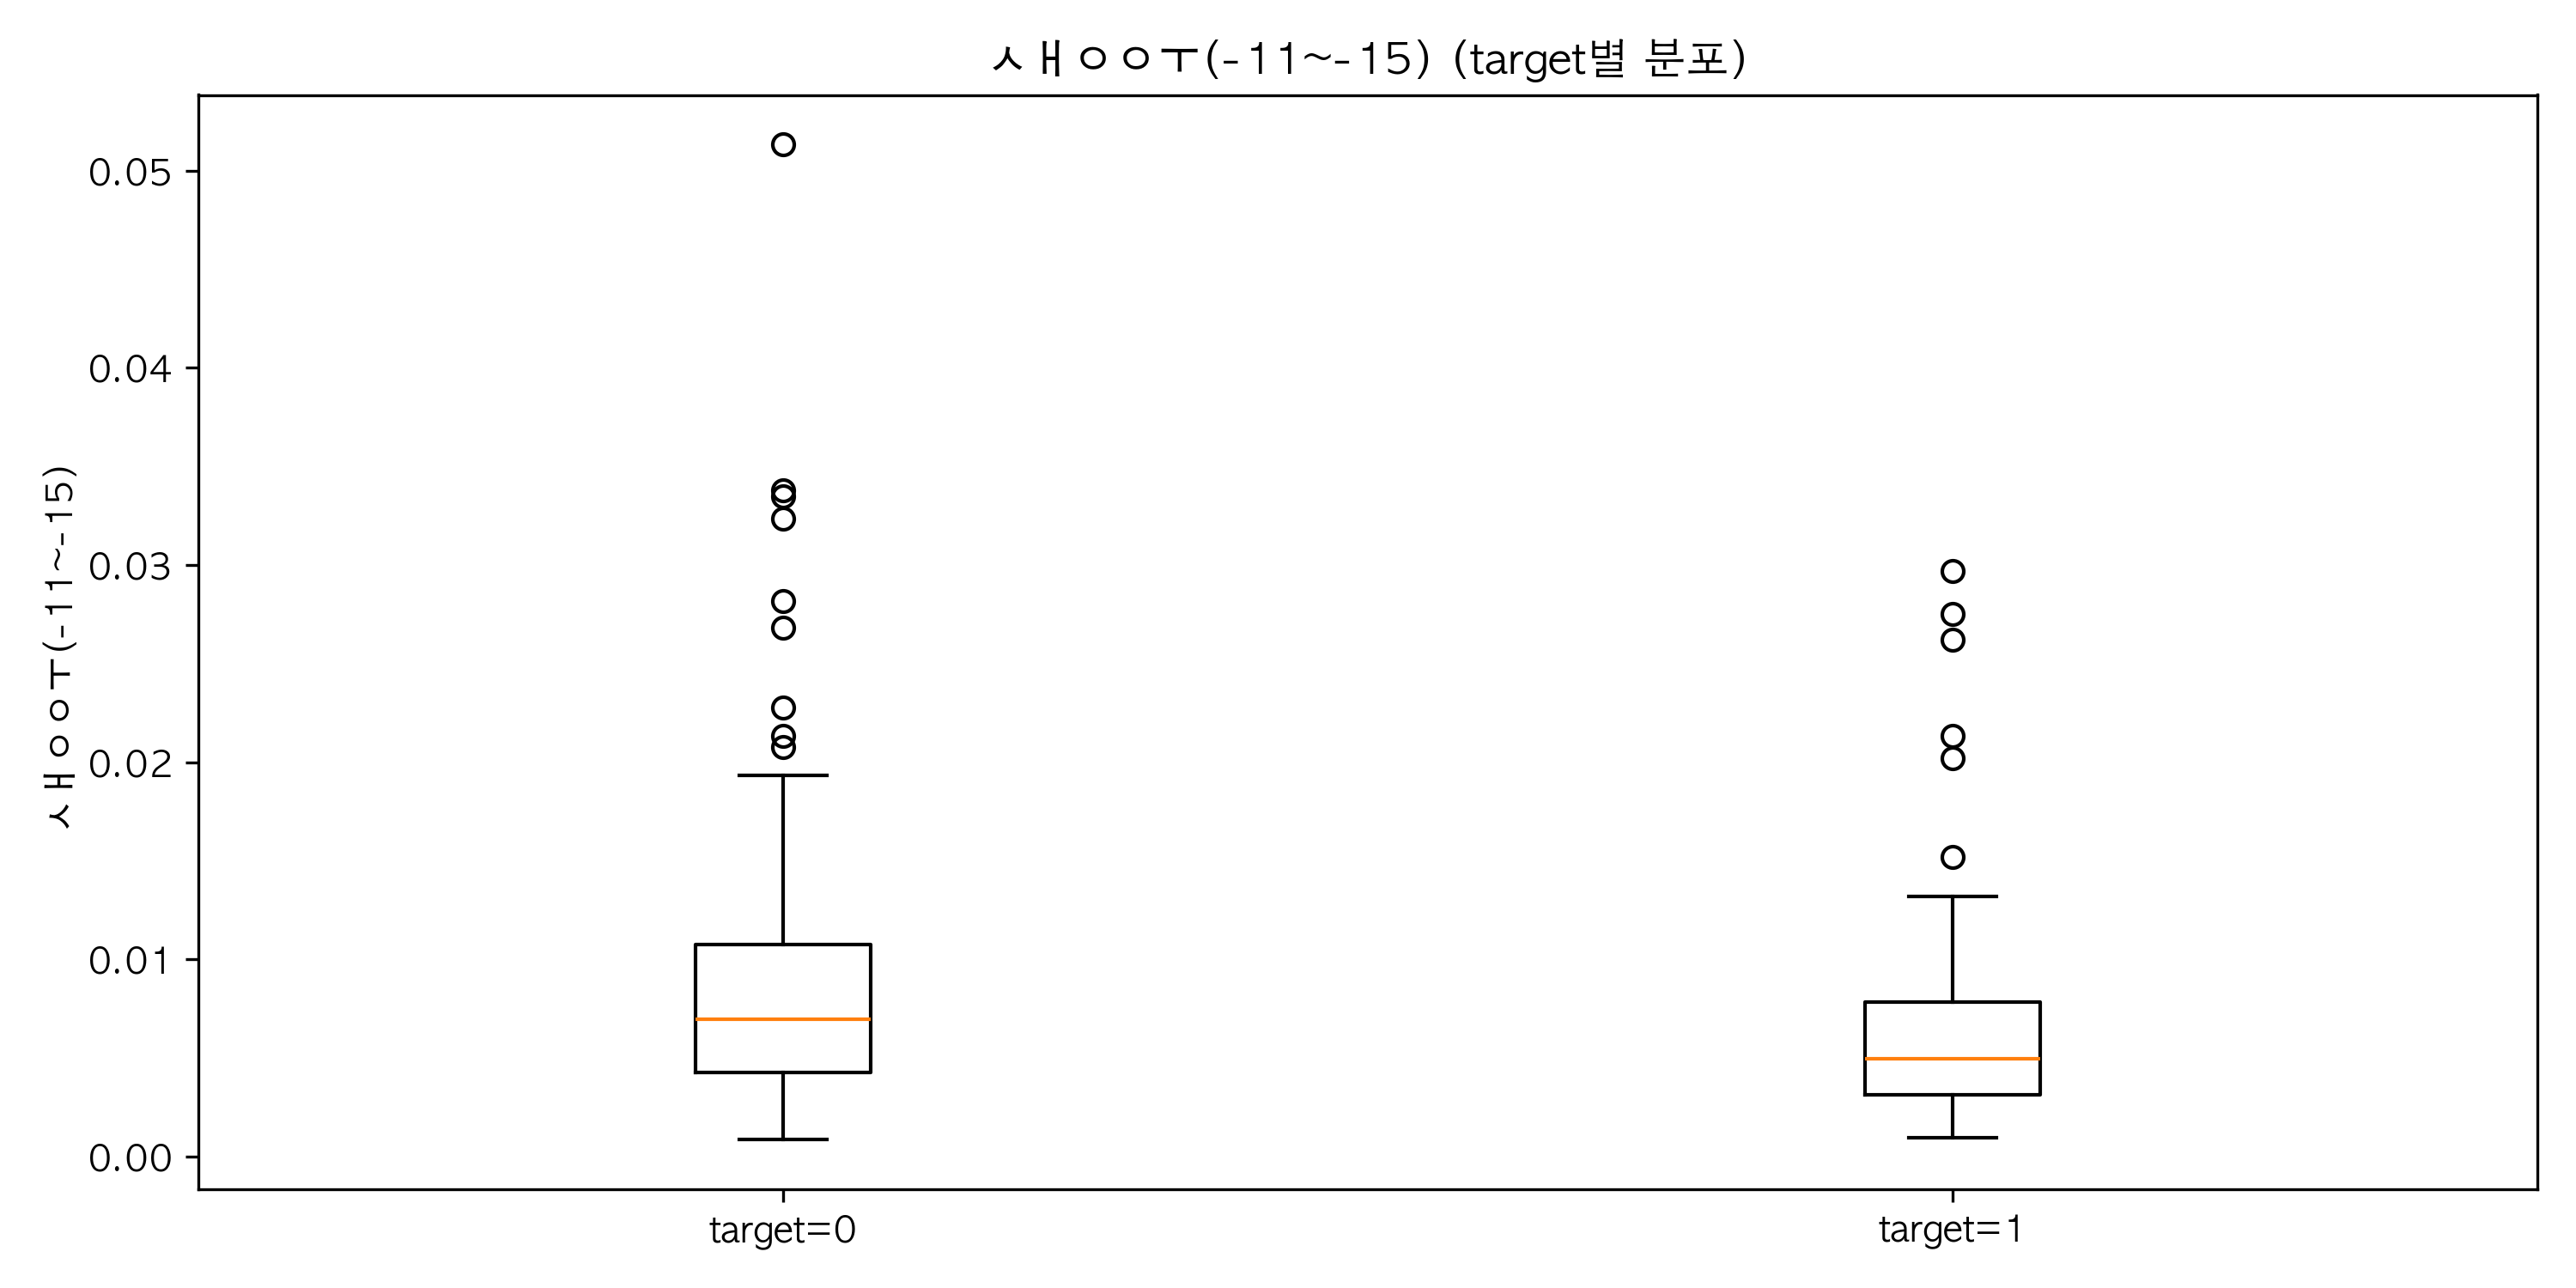 ㅅㅐㅇㅇㅜ(-11~-15) (target별 분포)
ㅅㅐㅇㅇㅜ(-11~-15)
0.05
0.04
0.03
0.02
0.01
0.00
target=0
target=1